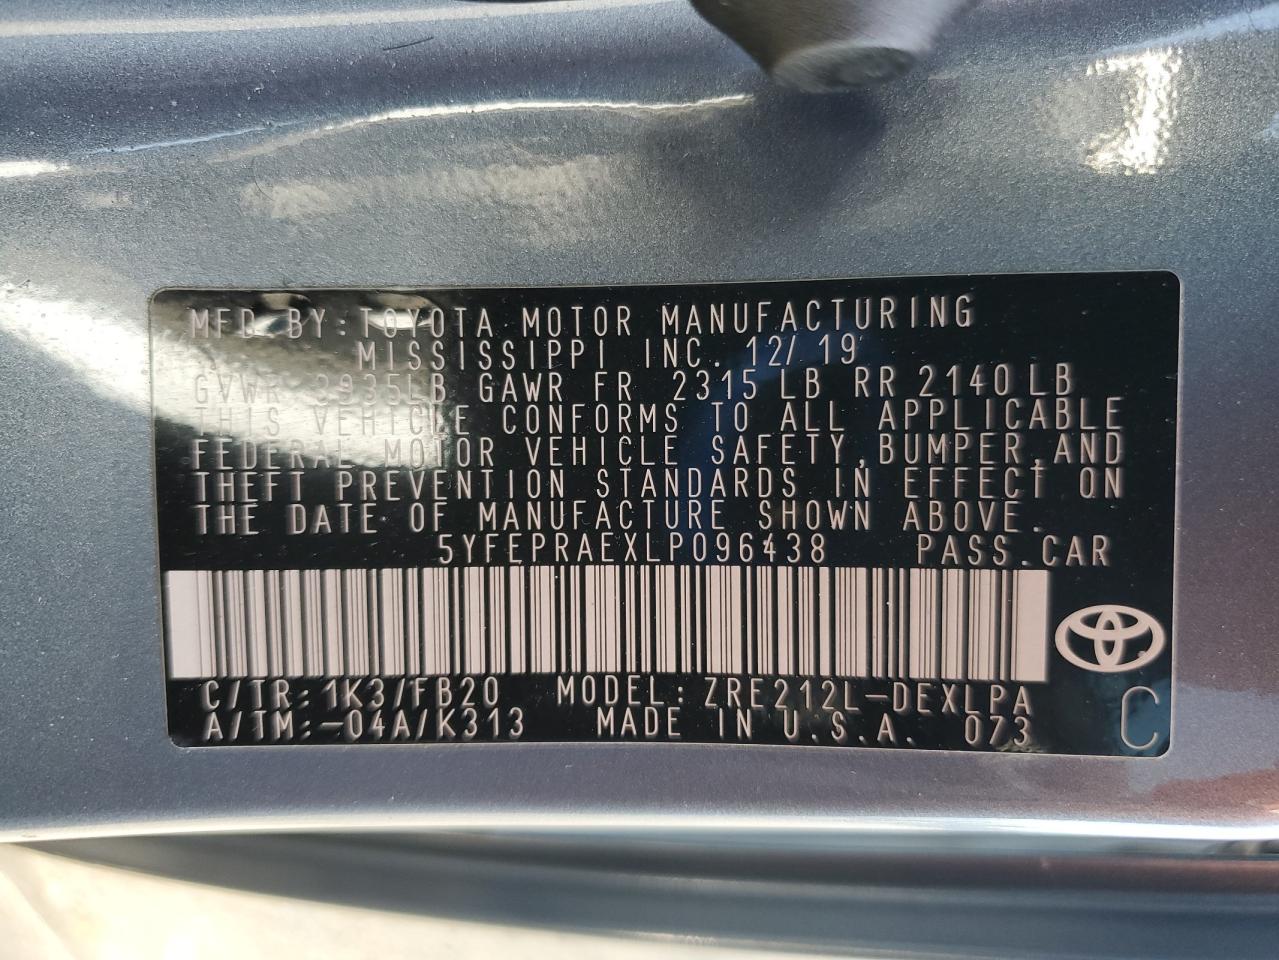 MFD. BY: TOYOTA MOTOR MANUFACTURING
MISSISSIPPI INC. 12/ 19
GVWR 3935LB GAWR FR 2315 LB RR 2140 LB
THIS VEHICLE CONFORMS TO ALL APPLICABLE
FEDERAL MOTOR VEHICLE SAFETY, BUMPER, AND
THEFT PREVENTION STANDARDS IN EFFECT ON
THE DATE OF MANUFACTURE SHOWN ABOVE.
5YFEPRAEXLP096438 PASS. CAR
C/TR: 1K3/FB20 MODEL: ZRE212L-DEXLPA
A/TM: -04A/K313 MADE IN U.S.A. 073
C